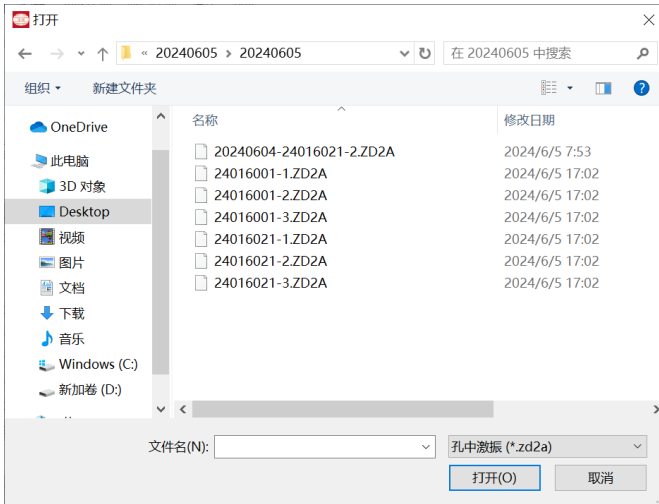 打开
« 20240605 › 20240605
在 20240605 中搜索
组织
新建文件夹
名称
修改日期
OneDrive
此电脑
3D 对象
Desktop
视频
图片
文档
下载
音乐
Windows (C:)
新加卷 (D:)
20240604-24016021-2.ZD2A 2024/6/5 7:53
24016001-1.ZD2A 2024/6/5 17:02
24016001-2.ZD2A 2024/6/5 17:02
24016001-3.ZD2A 2024/6/5 17:02
24016021-1.ZD2A 2024/6/5 17:02
24016021-2.ZD2A 2024/6/5 17:02
24016021-3.ZD2A 2024/6/5 17:02
文件名(N):
孔中激振 (*.zd2a)
打开(O)
取消